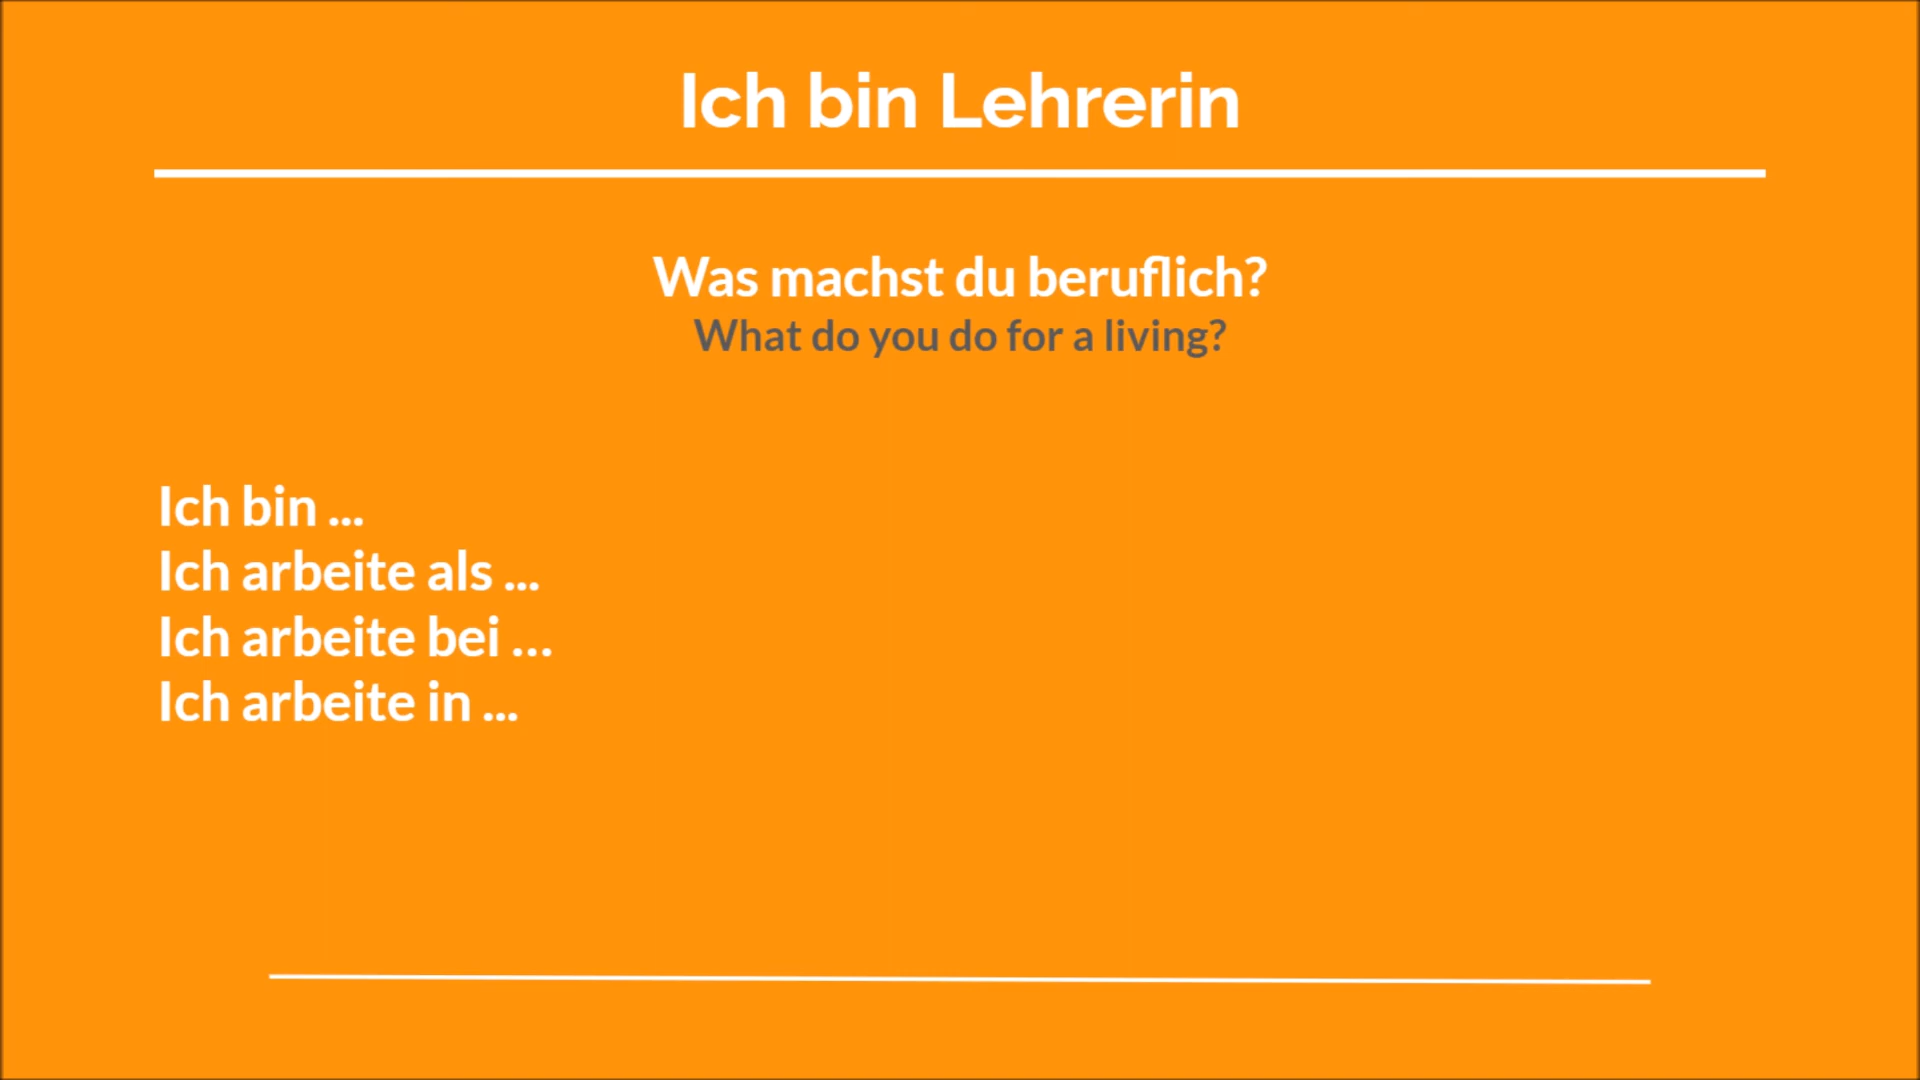 Ich bin Lehrerin
Was machst du beruflich?
What do you do for a living?
Ich bin ...
Ich arbeite als ...
Ich arbeite bei ...
Ich arbeite in ...